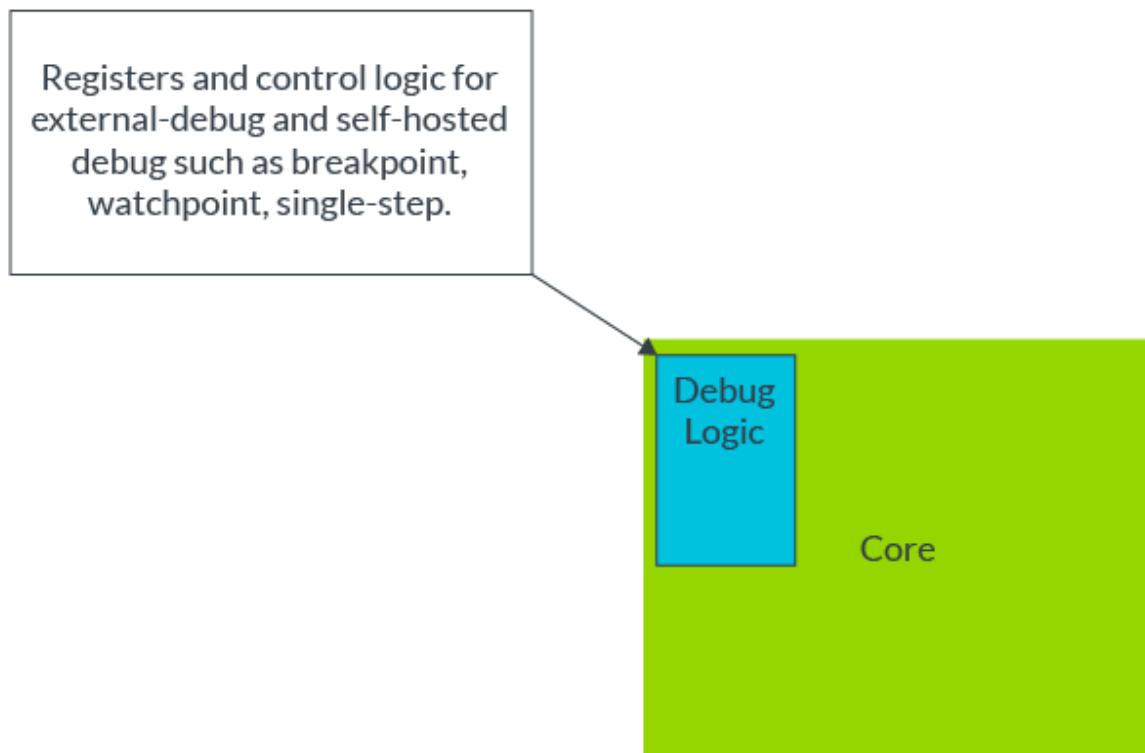 Registers and control logic for
external-debug and self-hosted
debug such as breakpoint,
watchpoint, single-step.
Debug
Logic
Core